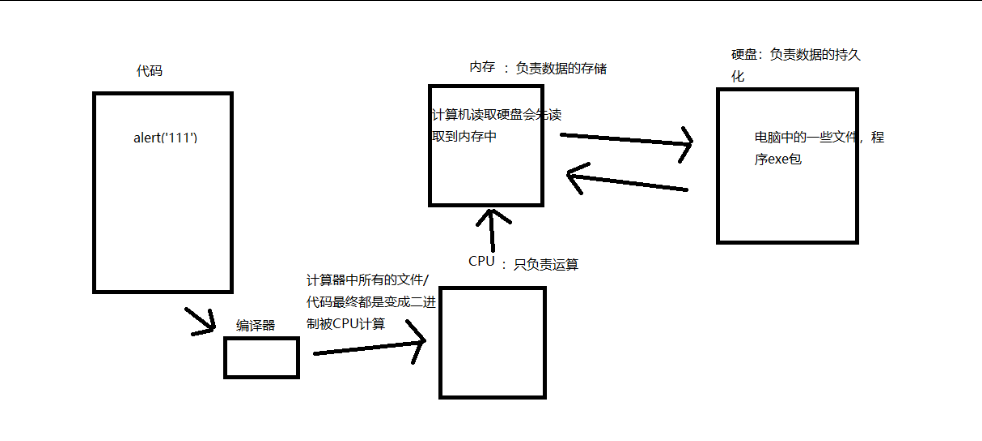 代码
alert('111')
编译器
计算器中所有的文件/
代码最终都是变成二进
制被CPU计算
内存 ：负责数据的存储
计算机读取硬盘会先读
取到内存中
CPU ：只负责运算
硬盘：负责数据的持久
化
电脑中的一些文件，程
序exe包